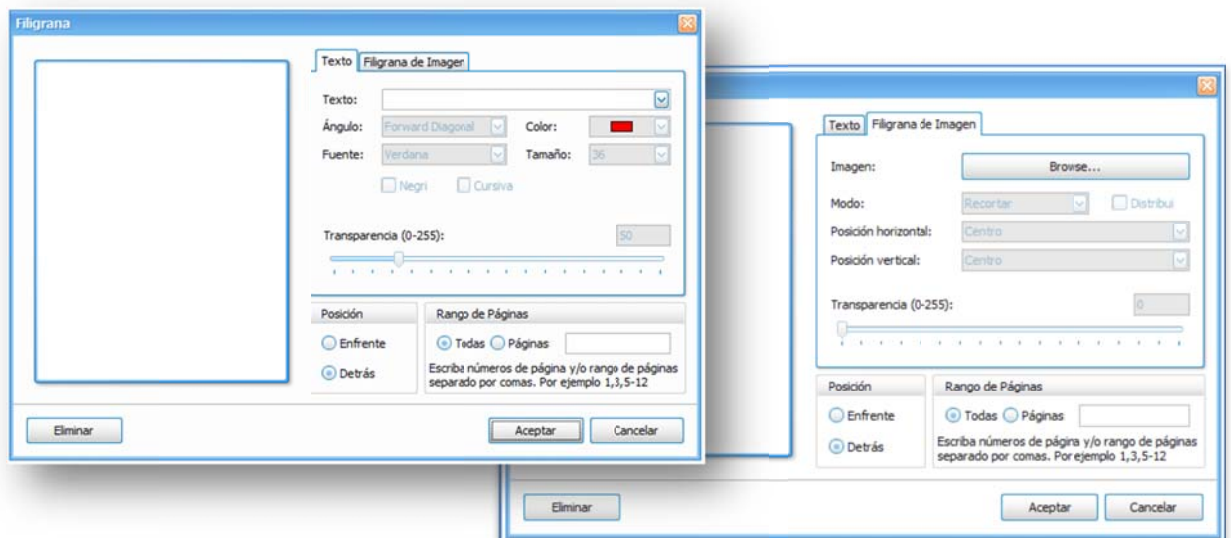 Filigrana
Texto Filigrana de Imagen
Texto:
Ángulo: Forward Diagonal Color:
Fuente: Verdana Tamaño: 36
Negri Cursiva
Transparencia (0-255): 50
Posición Rango de Páginas
Enfrente Todas Páginas
Detrás
Escriba números de página y/o rango de páginas
separado por comas. Por ejemplo 1,3,5-12
Eliminar Aceptar Cancelar
Texto Filigrana de Imagen
Imagen: Browse...
Modo: Recortar Distribui
Posición horizontal: Centro
Posición vertical: Centro
Transparencia (0-255): 0
Posición Rango de Páginas
Enfrente Todas Páginas
Detrás
Escriba números de página y/o rango de páginas
separado por comas. Por ejemplo 1,3,5-12
Eliminar Aceptar Cancelar